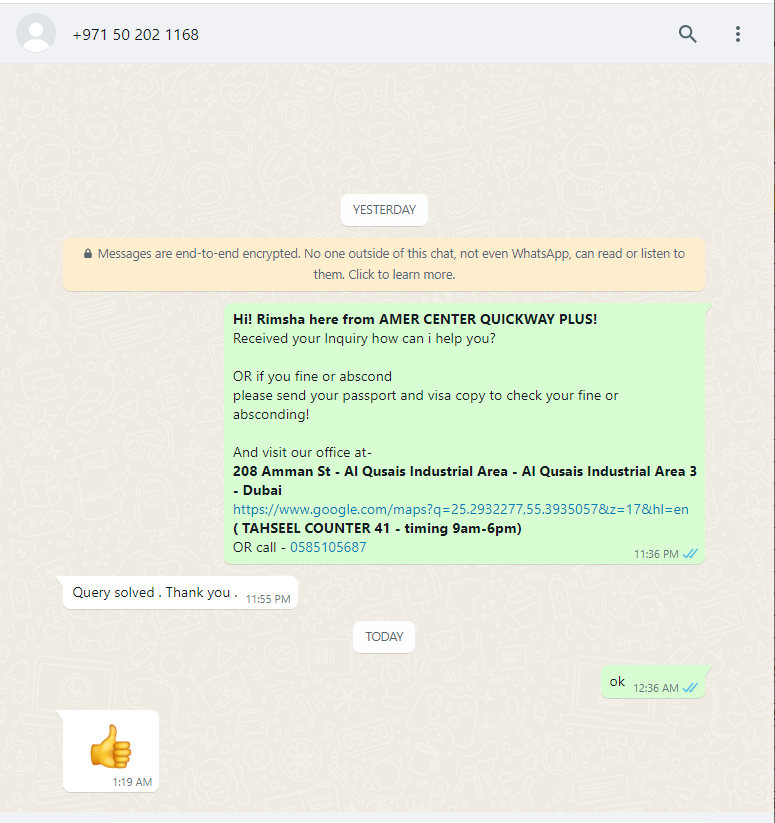 +971 50 202 1168
YESTERDAY
Messages are end-to-end encrypted. No one outside of this chat, not even WhatsApp, can read or listen to
them. Click to learn more.
Hi! Rimsha here from AMER CENTER QUICKWAY PLUS!
Received your Inquiry how can i help you?
OR if you fine or abscond
please send your passport and visa copy to check your fine or
absconding!
And visit our office at-
208 Amman St - Al Qusais Industrial Area - Al Qusais Industrial Area 3
- Dubai
https://www.google.com/maps?q=25.2932277,55.3935057&z=17&hl=en
( TAHSEEL COUNTER 41 - timing 9am-6pm)
OR call - 0585105687
11:36 PM
Query solved . Thank you . 11:55 PM
TODAY
ok 12:36 AM
1:19 AM